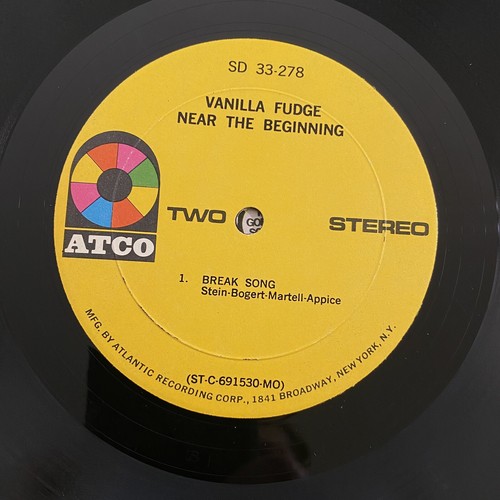 SD 33-278
VANILLA FUDGE
NEAR THE BEGINNING
ATCO
TWO
STEREO
1. BREAK SONG
Stein-Bogert-Martell-Appice
(ST-C-691530-MO)
MFG. BY ATLANTIC RECORDING CORP., 1841 BROADWAY, NEW YORK, N.Y.